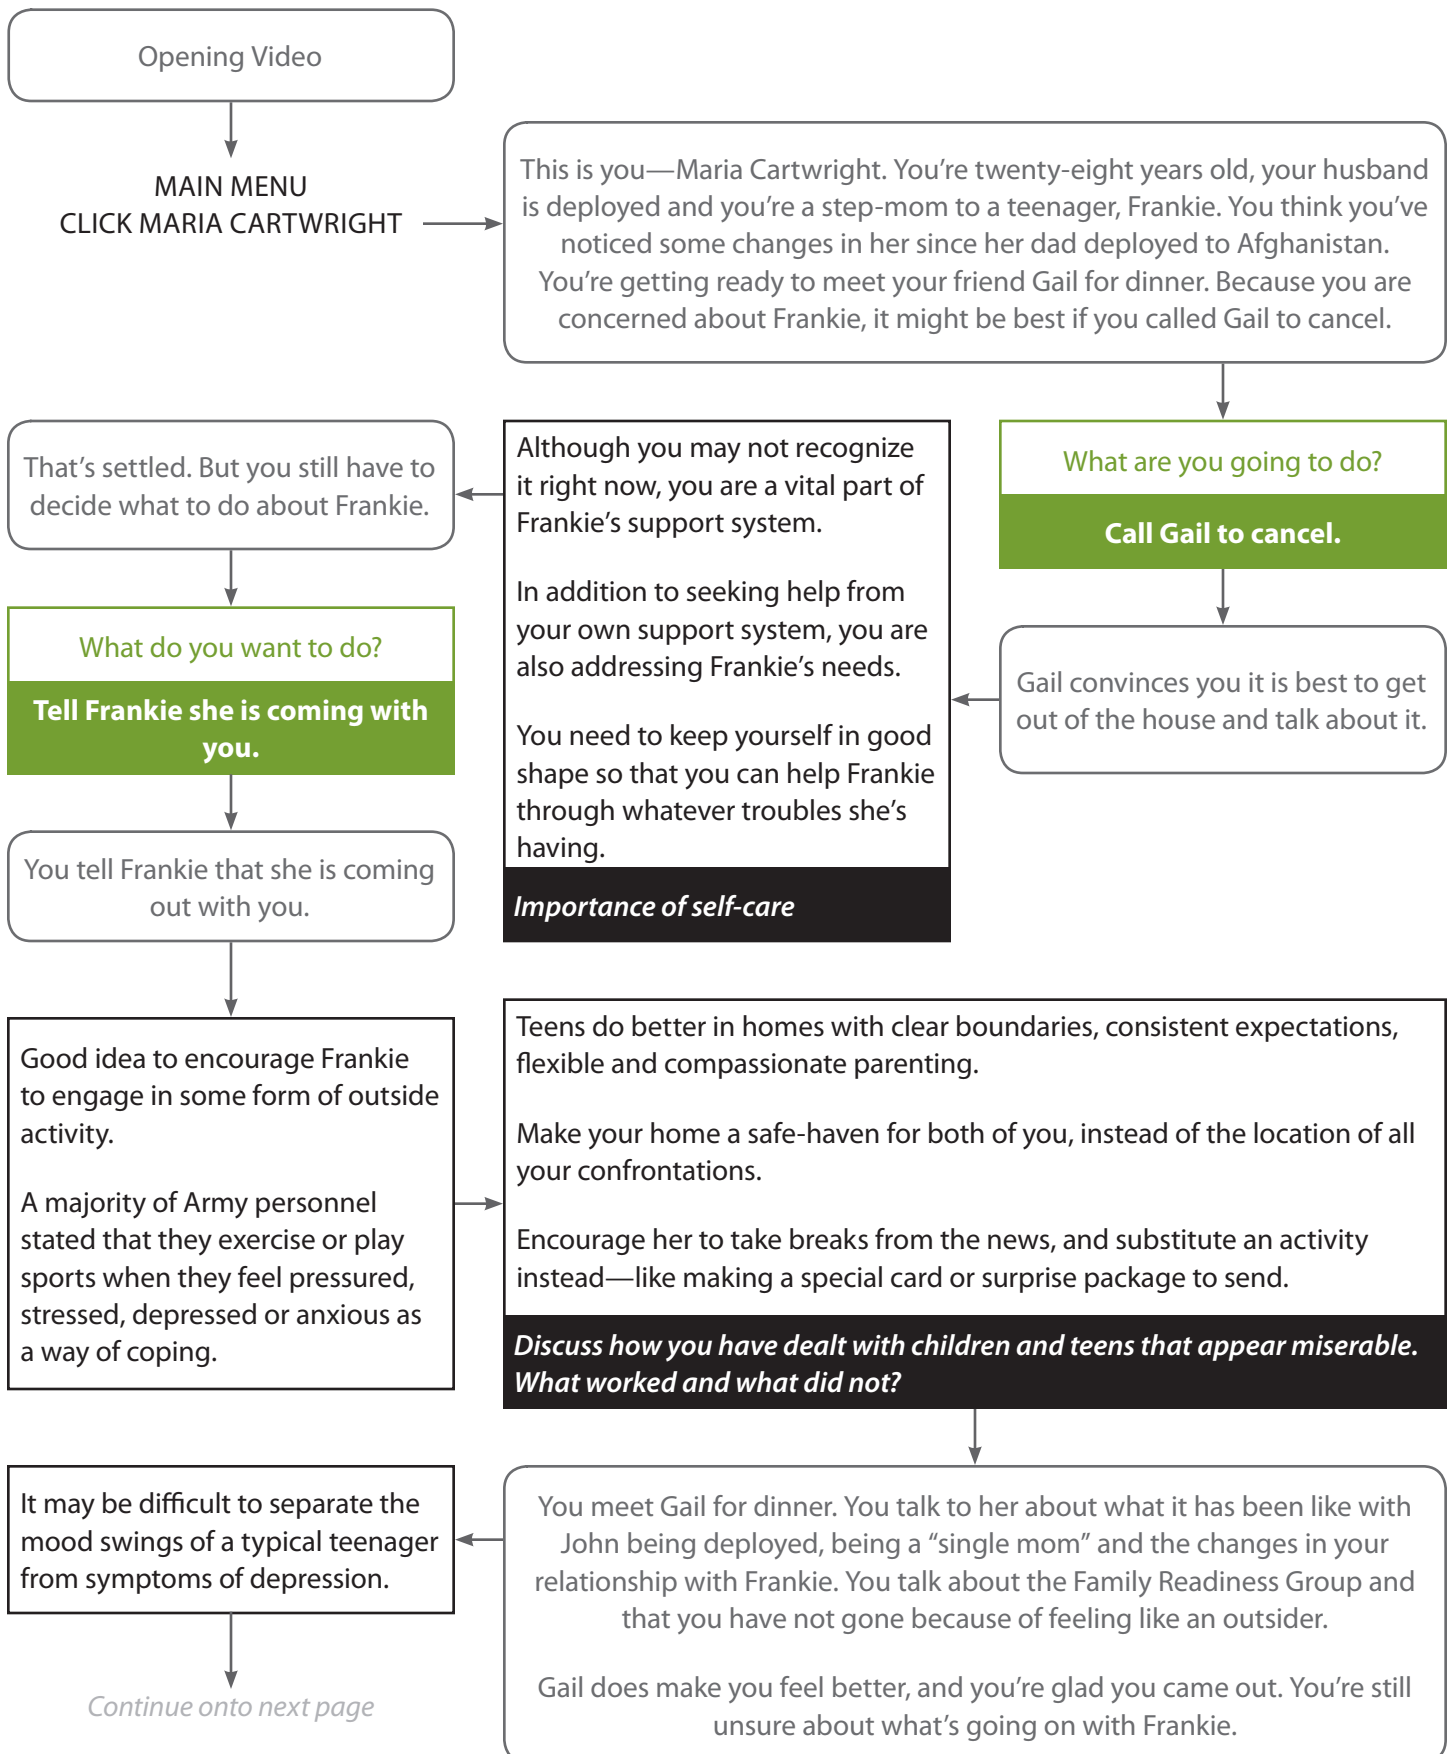 Opening Video
MAIN MENU
CLICK MARIA CARTWRIGHT
This is you—Maria Cartwright. You're twenty-eight years old, your husband
is deployed and you're a step-mom to a teenager, Frankie. You think you've
noticed some changes in her since her dad deployed to Afghanistan.
You're getting ready to meet your friend Gail for dinner. Because you are
concerned about Frankie, it might be best if you called Gail to cancel.
What are you going to do?
Call Gail to cancel.
Gail convinces you it is best to get
out of the house and talk about it.
Although you may not recognize
it right now, you are a vital part of
Frankie's support system.
In addition to seeking help from
your own support system, you are
also addressing Frankie's needs.
You need to keep yourself in good
shape so that you can help Frankie
through whatever troubles she's
having.
Importance of self-care
That's settled. But you still have to
decide what to do about Frankie.
What do you want to do?
Tell Frankie she is coming with
you.
You tell Frankie that she is coming
out with you.
Good idea to encourage Frankie
to engage in some form of outside
activity.
A majority of Army personnel
stated that they exercise or play
sports when they feel pressured,
stressed, depressed or anxious as
a way of coping.
Teens do better in homes with clear boundaries, consistent expectations,
flexible and compassionate parenting.
Make your home a safe-haven for both of you, instead of the location of all
your confrontations.
Encourage her to take breaks from the news, and substitute an activity
instead—like making a special card or surprise package to send.
Discuss how you have dealt with children and teens that appear miserable.
What worked and what did not?
You meet Gail for dinner. You talk to her about what it has been like with
John being deployed, being a “single mom” and the changes in your
relationship with Frankie. You talk about the Family Readiness Group and
that you have not gone because of feeling like an outsider.
Gail does make you feel better, and you're glad you came out. You're still
unsure about what's going on with Frankie.
It may be difficult to separate the
mood swings of a typical teenager
from symptoms of depression.
Continue onto next page